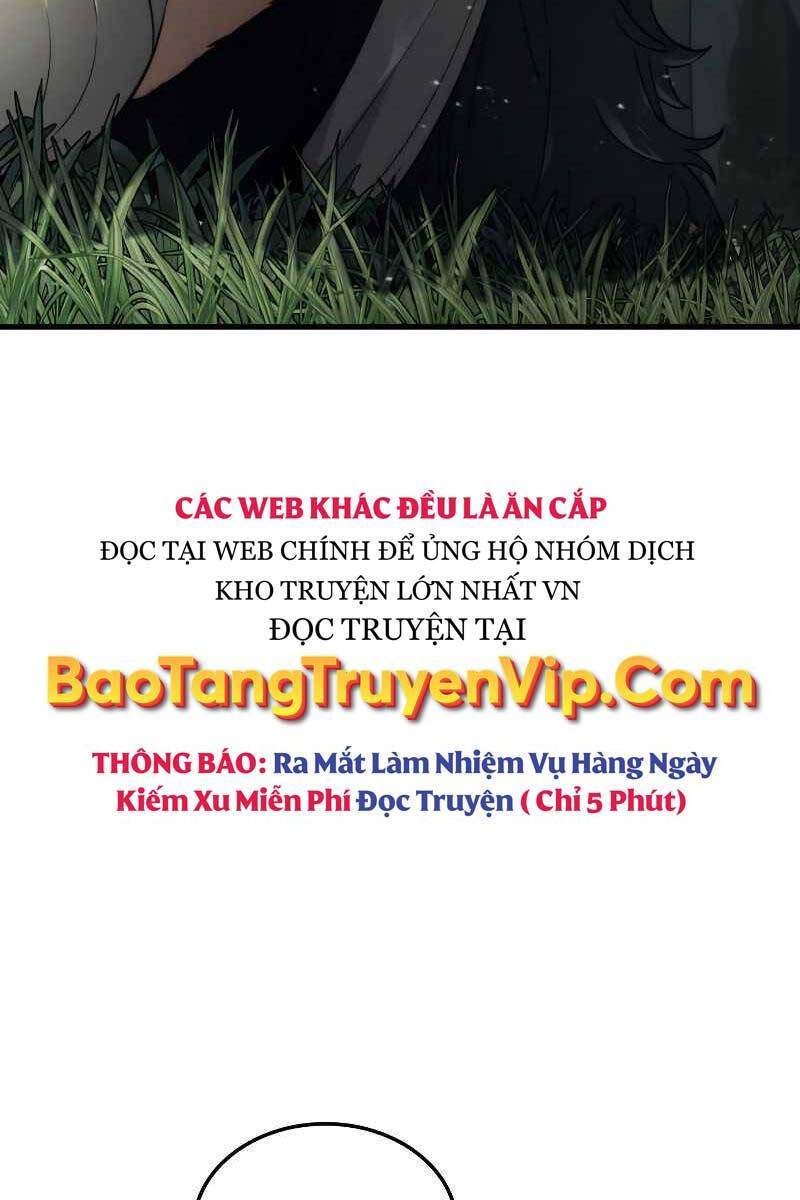 CÁC WEB KHÁC ĐỀU LÀ ĂN CẮP
ĐỌC TẠI WEB CHÍNH ĐỂ ỦNG HỘ NHÓM DỊCH
KHO TRUYỆN LỚN NHẤT VN
ĐỌC TRUYỆN TẠI
BaoTangTruyenVip.Com
THÔNG BÁO: Ra Mắt Làm Nhiệm Vụ Hàng Ngày
Kiếm Xu Miễn Phí Đọc Truyện ( Chỉ 5 Phút)